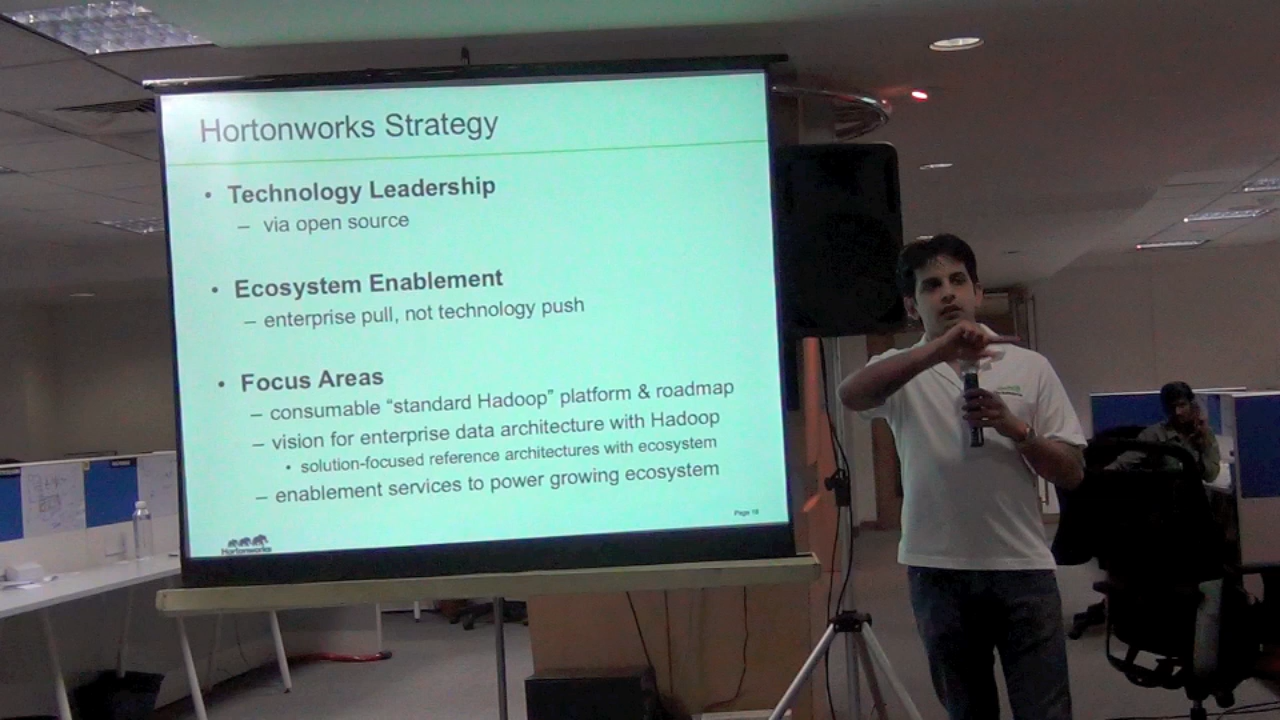 Hortonworks Strategy
• Technology Leadership
– via open source
• Ecosystem Enablement
– enterprise pull, not technology push
• Focus Areas
– consumable “standard Hadoop” platform & roadmap
– vision for enterprise data architecture with Hadoop
• solution-focused reference architectures with ecosystem
– enablement services to power growing ecosystem
Hortonworks